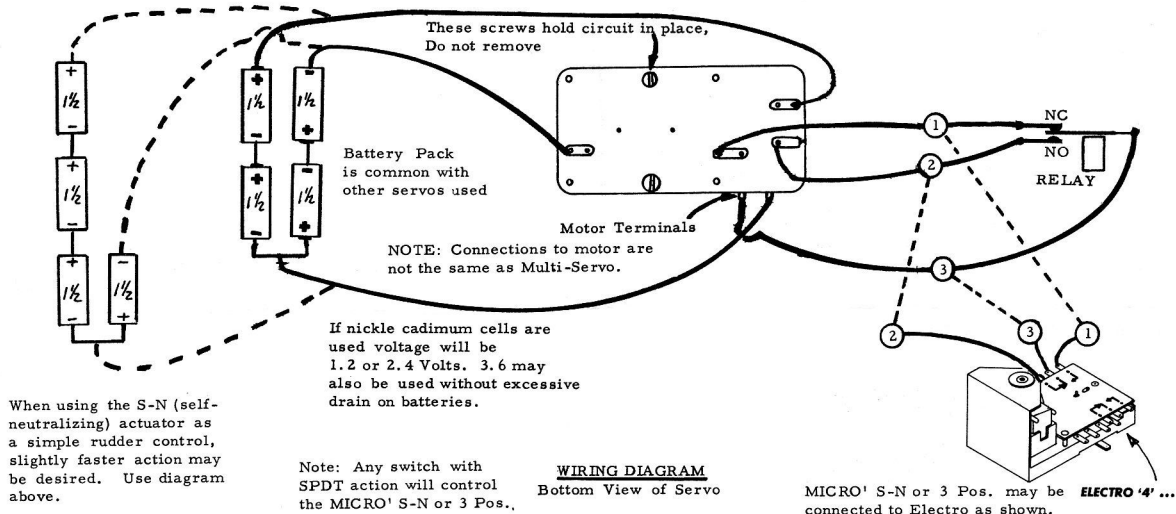 These screws hold circuit in place,
Do not remove
+
1½
-
+
1½
-
+
1½
-
-
1½
+
+
1½
-
+
1½
-
-
1½
+
-
1½
+
Battery Pack
is common with
other servos used
1
2
NC
NO
RELAY
Motor Terminals
NOTE: Connections to motor are
not the same as Multi-Servo.
3
2
3
1
If nickle cadimum cells are
used voltage will be
1.2 or 2.4 Volts. 3.6 may
also be used without excessive
drain on batteries.
When using the S-N (self-
neutralizing) actuator as
a simple rudder control,
slightly faster action may
be desired. Use diagram
above.
Note: Any switch with
SPDT action will control
the MICRO' S-N or 3 Pos.,
WIRING DIAGRAM
Bottom View of Servo
MICRO' S-N or 3 Pos. may be
connected to Electro as shown.
ELECTRO '4' ...